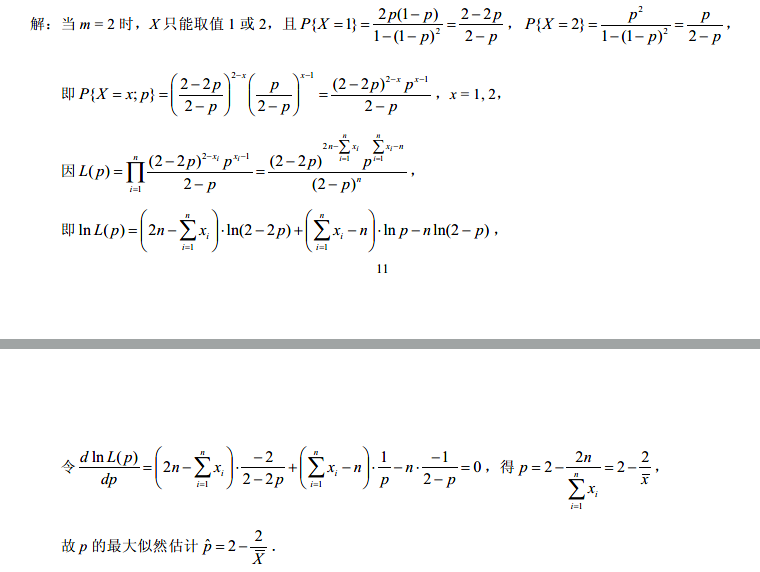 解：当 m = 2 时，X 只能取值 1 或 2，且 P{X = 1} = \frac{2p(1-p)}{1-(1-p)^2} = \frac{2-2p}{2-p}，P{X = 2} = \frac{p^2}{1-(1-p)^2} = \frac{p}{2-p}，
即 P{X = x; p} = \left(\frac{2-2p}{2-p}\right)^{2-x} \left(\frac{p}{2-p}\right)^{x-1} = \frac{(2-2p)^{2-x} p^{x-1}}{2-p}，x = 1, 2，
因 L(p) = \prod_{i=1}^{n} \frac{(2-2p)^{2-x_i} p^{x_i-1}}{2-p} = \frac{(2-2p)^{2n-\sum_{i=1}^{n} x_i} p^{\sum_{i=1}^{n} x_i-n}}{(2-p)^n}，
即 \ln L(p) = \left(2n-\sum_{i=1}^{n} x_i\right)·\ln(2-2p)+\left(\sum_{i=1}^{n} x_i-n\right)·\ln p-n\ln(2-p)，
11
令 \frac{d\ln L(p)}{dp} = \left(2n-\sum_{i=1}^{n} x_i\right)·\frac{-2}{2-2p}+\left(\sum_{i=1}^{n} x_i-n\right)·\frac{1}{p}-n·\frac{-1}{2-p} = 0，得 p = 2-\frac{2n}{\sum_{i=1}^{n} x_i} = 2-\frac{2}{\bar{x}}，
故 p 的最大似然估计 \hat{p} = 2-\frac{2}{\bar{X}}．